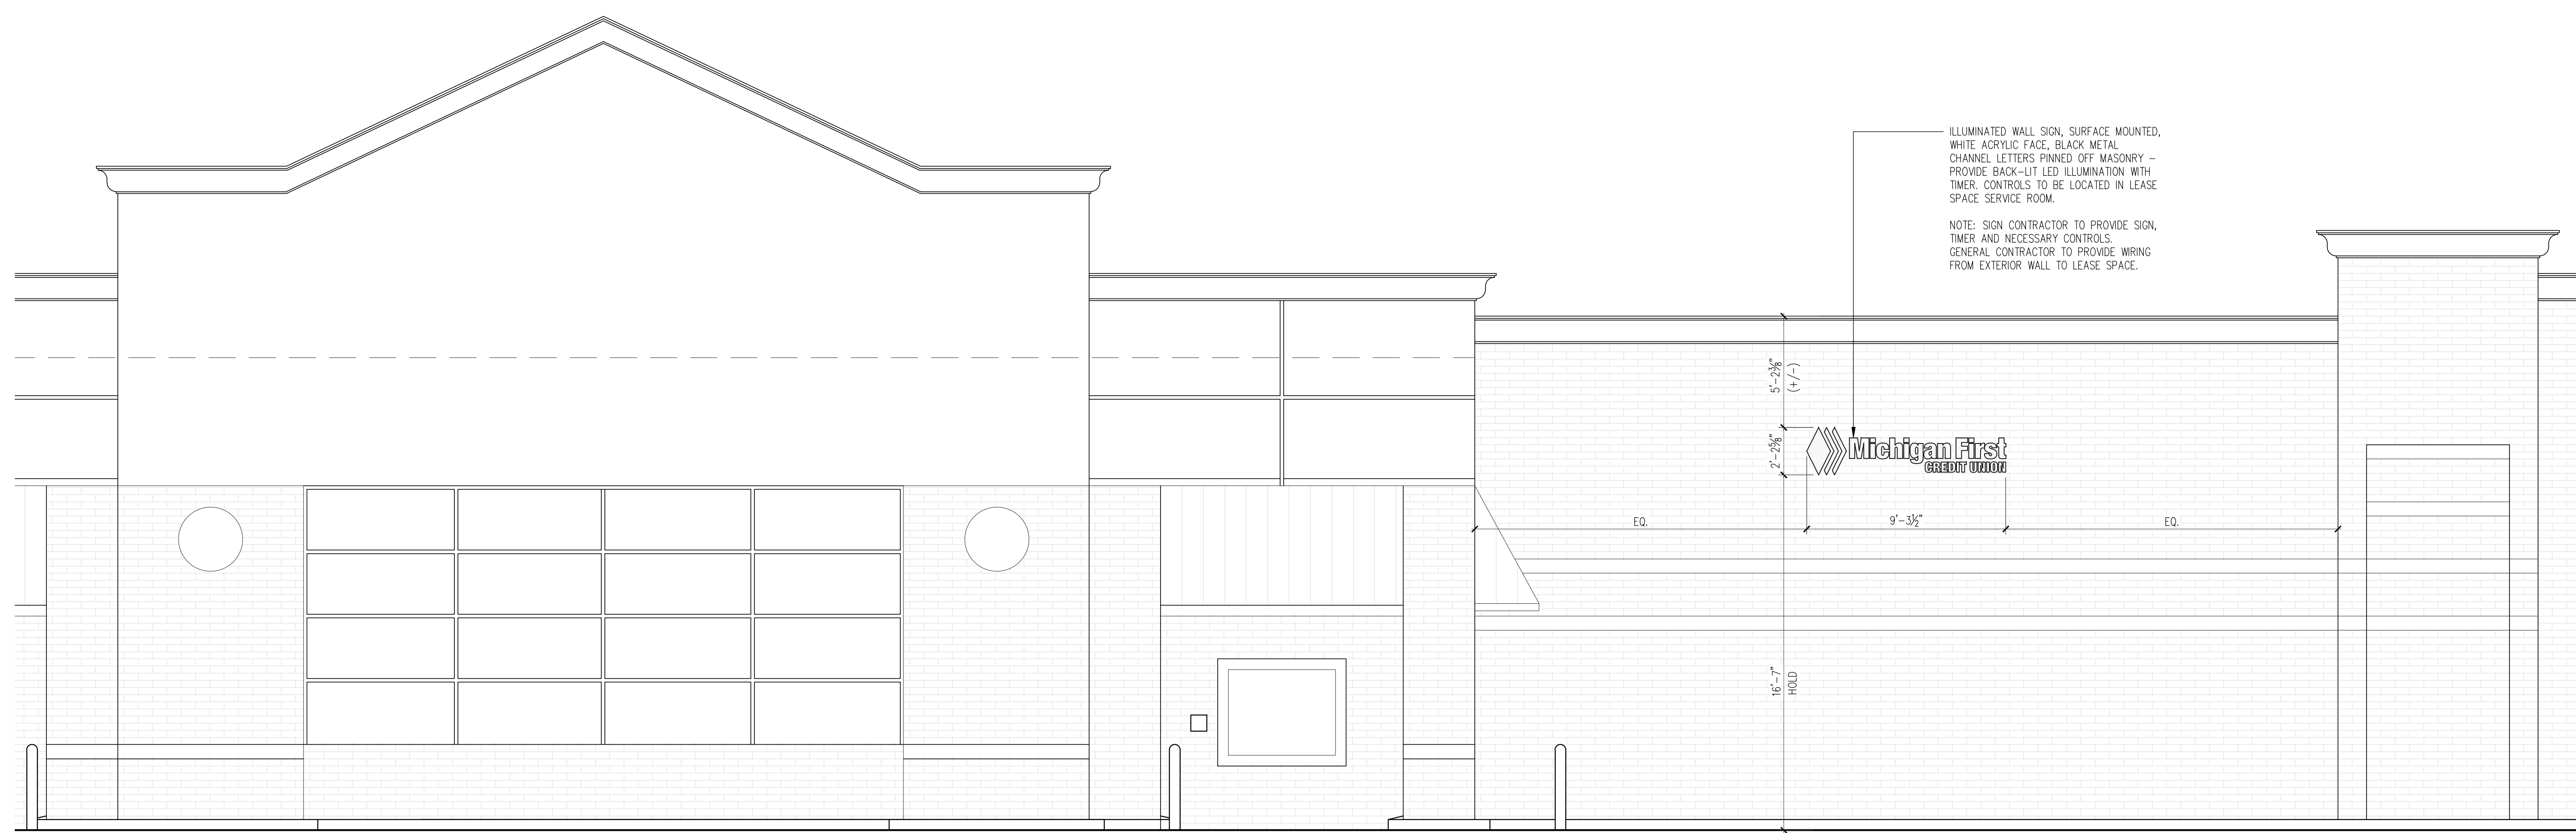 ILLUMINATED WALL SIGN, SURFACE MOUNTED,
WHITE ACRYLIC FACE, BLACK METAL
CHANNEL LETTERS PINNED OFF MASONRY –
PROVIDE BACK–LIT LED ILLUMINATION WITH
TIMER. CONTROLS TO BE LOCATED IN LEASE
SPACE SERVICE ROOM.
NOTE: SIGN CONTRACTOR TO PROVIDE SIGN,
TIMER AND NECESSARY CONTROLS.
GENERAL CONTRACTOR TO PROVIDE WIRING
FROM EXTERIOR WALL TO LEASE SPACE.
5'-2⅜"
(+/-)
2'-2⅝"
Michigan First
CREDIT UNION
EQ.
9'-3½"
EQ.
16'-7"
HOLD